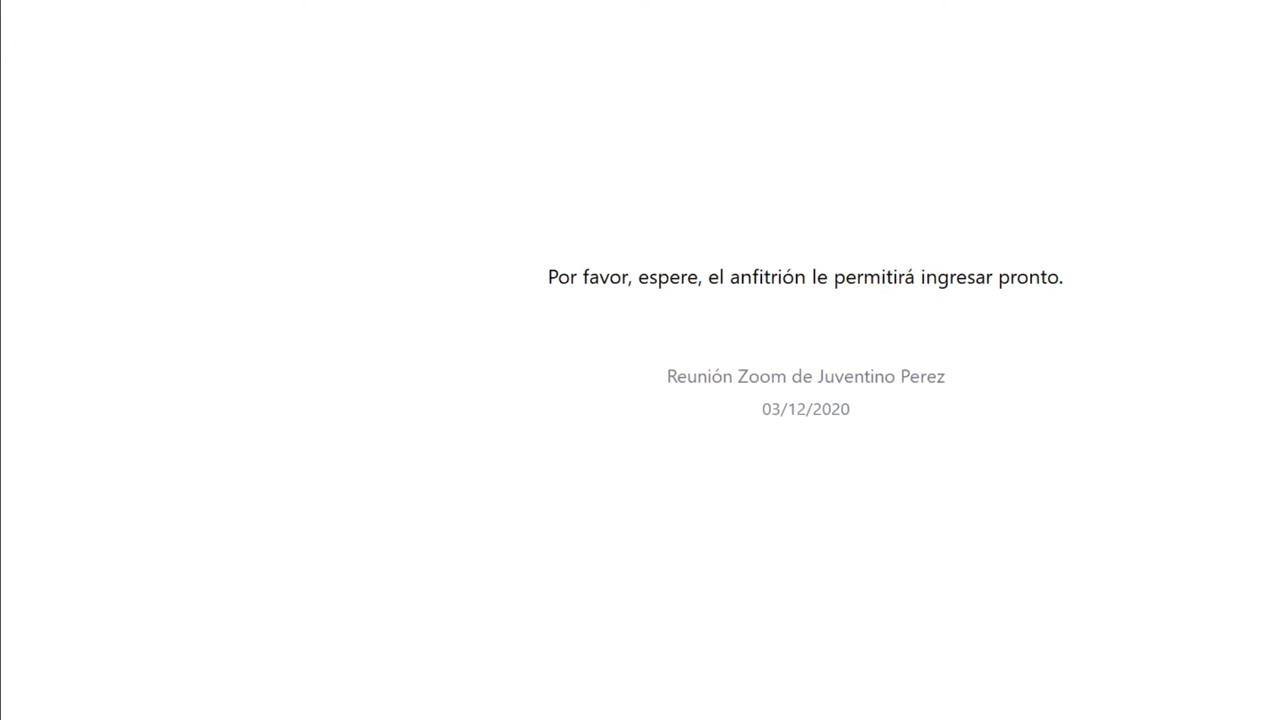 Por favor, espere, el anfitrión le permitirá ingresar pronto.
Reunión Zoom de Juventino Perez
03/12/2020